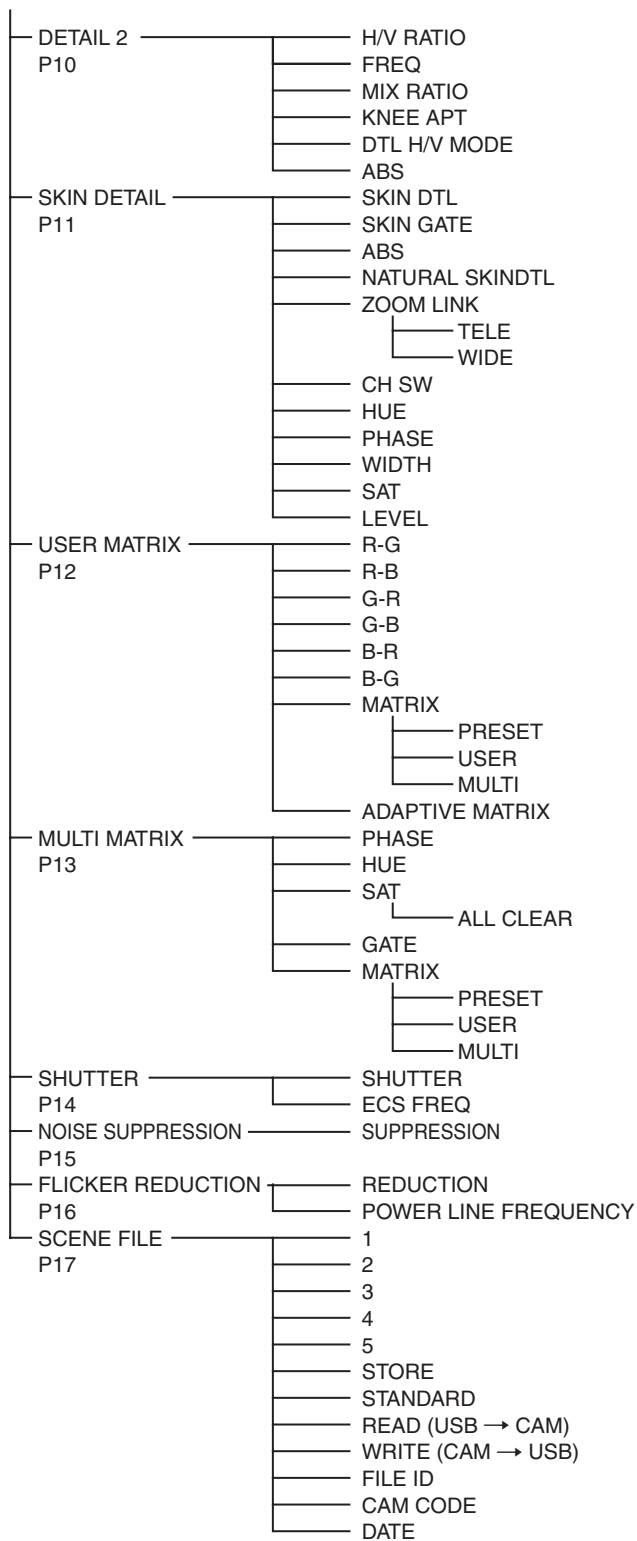 DETAIL 2 H/V RATIO
P10 FREQ
MIX RATIO
KNEE APT
DTL H/V MODE
ABS
SKIN DETAIL SKIN DTL
P11 SKIN GATE
ABS
NATURAL SKINDTL
ZOOM LINK
TELE
WIDE
CH SW
HUE
PHASE
WIDTH
SAT
LEVEL
USER MATRIX R-G
P12 R-B
G-R
G-B
B-R
B-G
MATRIX
PRESET
USER
MULTI
ADAPTIVE MATRIX
MULTI MATRIX PHASE
P13 HUE
SAT
ALL CLEAR
GATE
MATRIX
PRESET
USER
MULTI
SHUTTER SHUTTER
P14 ECS FREQ
NOISE SUPPRESSION SUPPRESSION
P15
FLICKER REDUCTION REDUCTION
P16 POWER LINE FREQUENCY
SCENE FILE 1
P17 2
3
4
5
STORE
STANDARD
READ (USB → CAM)
WRITE (CAM → USB)
FILE ID
CAM CODE
DATE